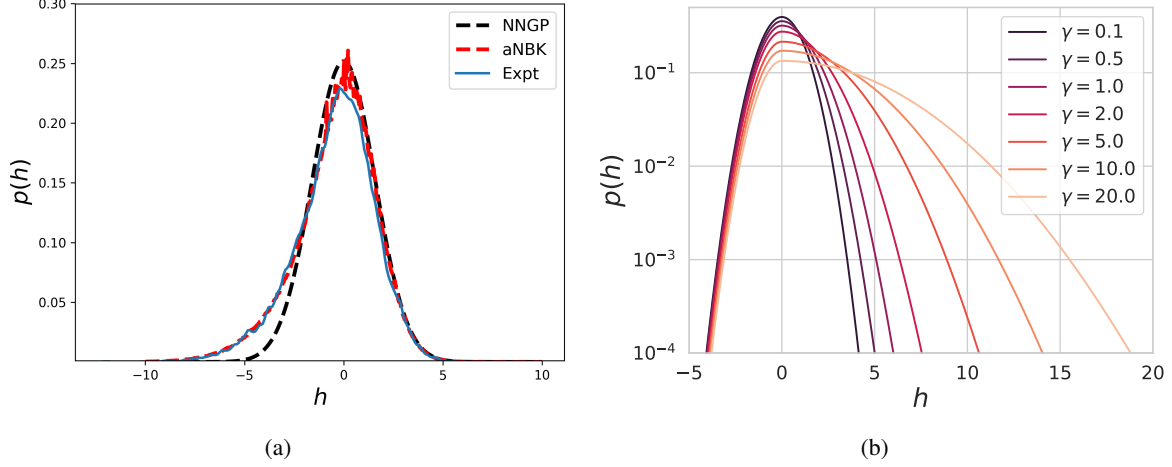 0.30
0.25
0.20
0.15
0.10
0.05
p(h)
−10
−5
0
5
10
h
NNGP
aNBK
Expt
(a)
10⁻¹
10⁻²
10⁻³
10⁻⁴
p(h)
−5
0
5
10
15
20
h
γ = 0.1
γ = 0.5
γ = 1.0
γ = 2.0
γ = 5.0
γ = 10.0
γ = 20.0
(b)